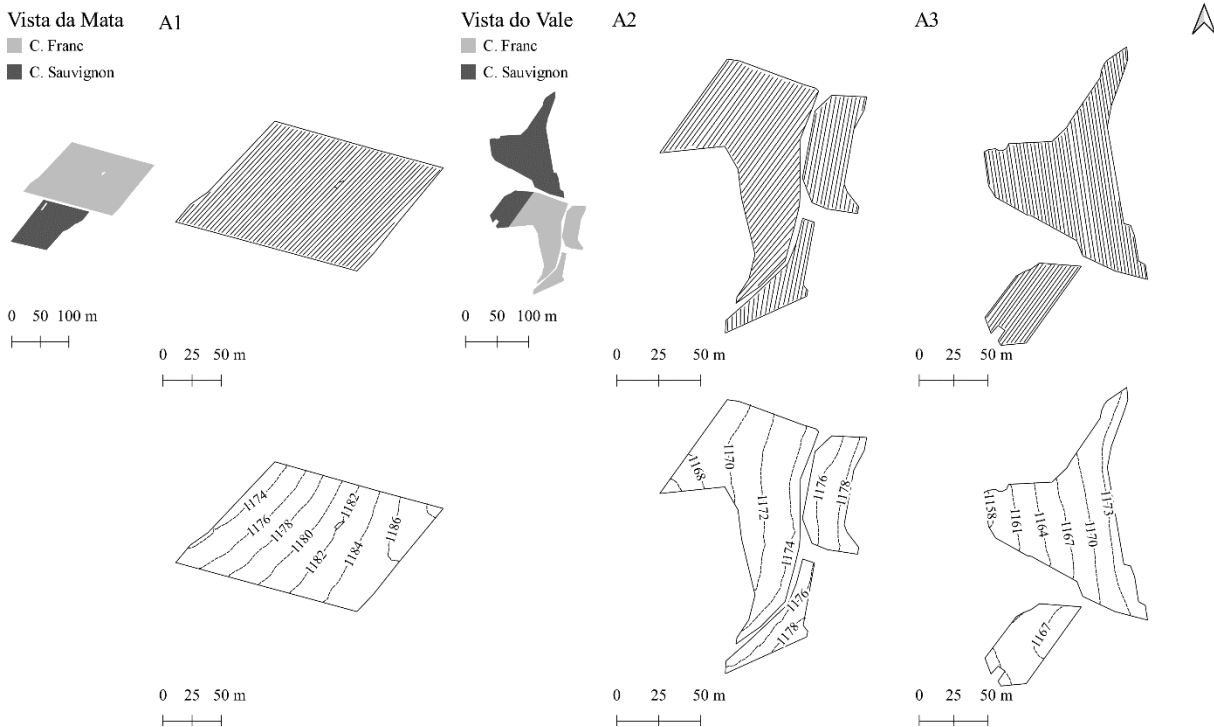 Vista da Mata
C. Franc
C. Sauvignon
0 50 100 m
A1
0 25 50 m
Vista do Vale
C. Franc
C. Sauvignon
0 50 100 m
A2
0 25 50 m
A3
0 25 50 m
1174
1176
1178
1180
1182
1182
1184
1186
0 25 50 m
1168
1170
1172
1174
1176
1178
1176
1178
0 25 50 m
1158
1161
1164
1167
1170
1173
1167
0 25 50 m